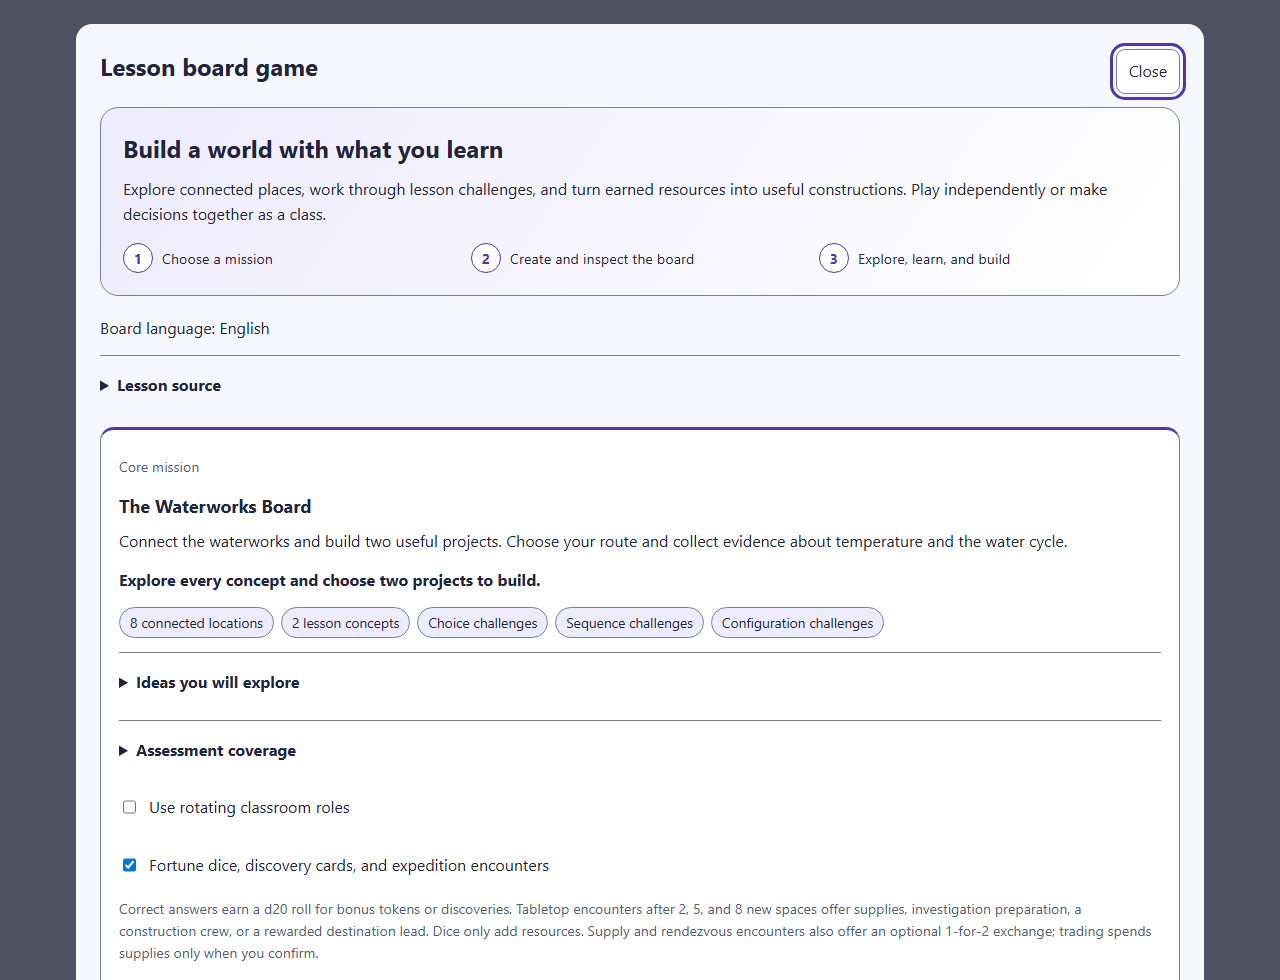 Lesson board game
Close
Build a world with what you learn
Explore connected places, work through lesson challenges, and turn earned resources into useful constructions. Play independently or make
decisions together as a class.
1 Choose a mission
2 Create and inspect the board
3 Explore, learn, and build
Board language: English
Lesson source
Core mission
The Waterworks Board
Connect the waterworks and build two useful projects. Choose your route and collect evidence about temperature and the water cycle.
Explore every concept and choose two projects to build.
8 connected locations
2 lesson concepts
Choice challenges
Sequence challenges
Configuration challenges
Ideas you will explore
Assessment coverage
Use rotating classroom roles
Fortune dice, discovery cards, and expedition encounters
Correct answers earn a d20 roll for bonus tokens or discoveries. Tabletop encounters after 2, 5, and 8 new spaces offer supplies, investigation preparation, a
construction crew, or a rewarded destination lead. Dice only add resources. Supply and rendezvous encounters also offer an optional 1-for-2 exchange; trading spends
supplies only when you confirm.